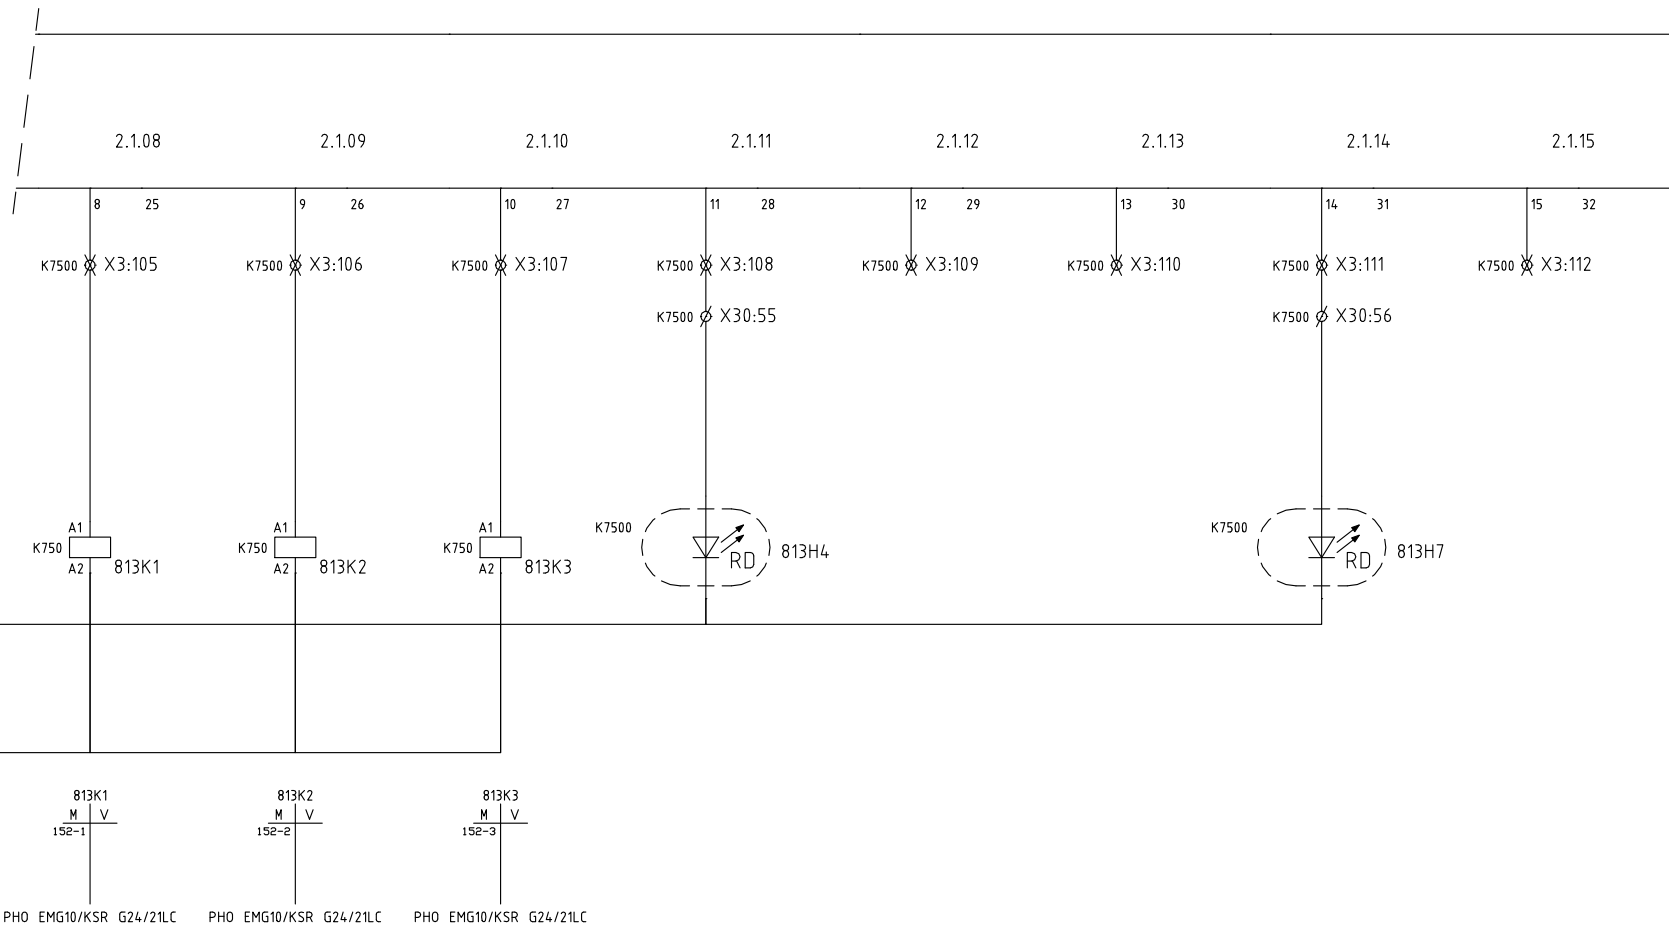 2.1.08 2.1.09 2.1.10 2.1.11 2.1.12 2.1.13 2.1.14 2.1.15
8 25 9 26 10 27 11 28 12 29 13 30 14 31 15 32
K7500 X3:105 K7500 X3:106 K7500 X3:107 K7500 X3:108 K7500 X3:109 K7500 X3:110 K7500 X3:111 K7500 X3:112
K7500 X30:55 K7500 X30:56
A1 A1 A1 K7500 K7500
K750 K750 K750 813H4 813H7
RD RD
A2 813K1 A2 813K2 A2 813K3
813K1 813K2 813K3
M V M V M V
152-1 152-2 152-3
PHO EMG10/KSR G24/21LC PHO EMG10/KSR G24/21LC PHO EMG10/KSR G24/21LC